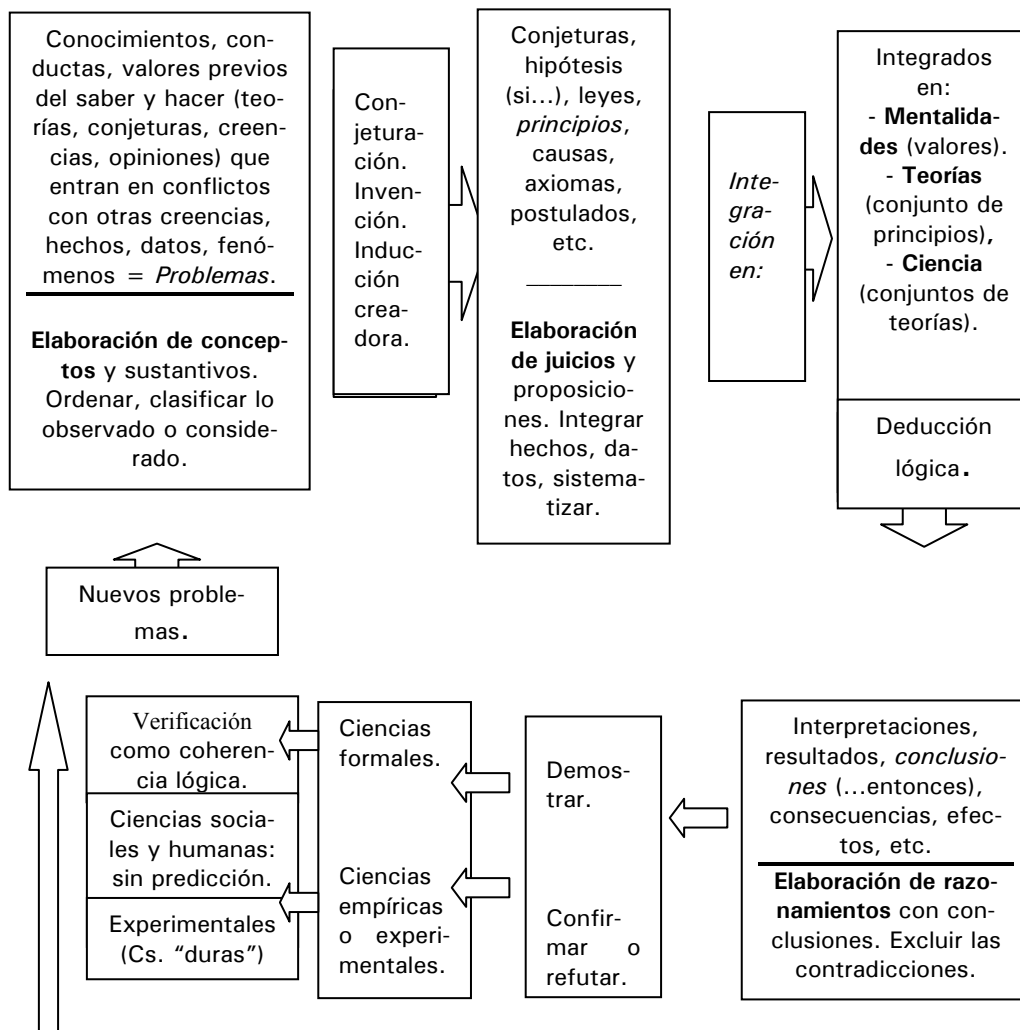 Conocimientos, con-
ductas, valores previos
del saber y hacer (teo-
rías, conjeturas, creen-
cias, opiniones) que
entran en conflictos
con otras creencias,
hechos, datos, fenó-
menos = Problemas.
Elaboración de concep-
tos y sustantivos.
Ordenar, clasificar lo
observado o conside-
rado.
Con-
jetura-
ción.
Inven-
ción.
Induc-
ción
crea-
dora.
Conjeturas,
hipótesis
(si...), leyes,
principios,
causas,
axiomas,
postulados,
etc.
Elaboración
de juicios y
proposicio-
nes. Integrar
hechos, da-
tos, sistema-
tizar.
Inte-
gra-
ción
en:
Integrados
en:
- Mentalida-
des (valores).
- Teorías
(conjunto de
principios),
- Ciencia
(conjuntos de
teorías).
Deducción
lógica.
Nuevos proble-
mas.
Verificación
como coheren-
cia lógica.
Ciencias socia-
les y humanas:
sin predicción.
Experimentales
(Cs. “duras”)
Ciencias
formales.
Ciencias
empíricas
o experi-
mentales.
Demos-
trar.
Confir-
mar o
refutar.
Interpretaciones,
resultados, conclusio-
nes (...entonces),
consecuencias, efec-
tos, etc.
Elaboración de razo-
namientos con con-
clusiones. Excluir las
contradicciones.